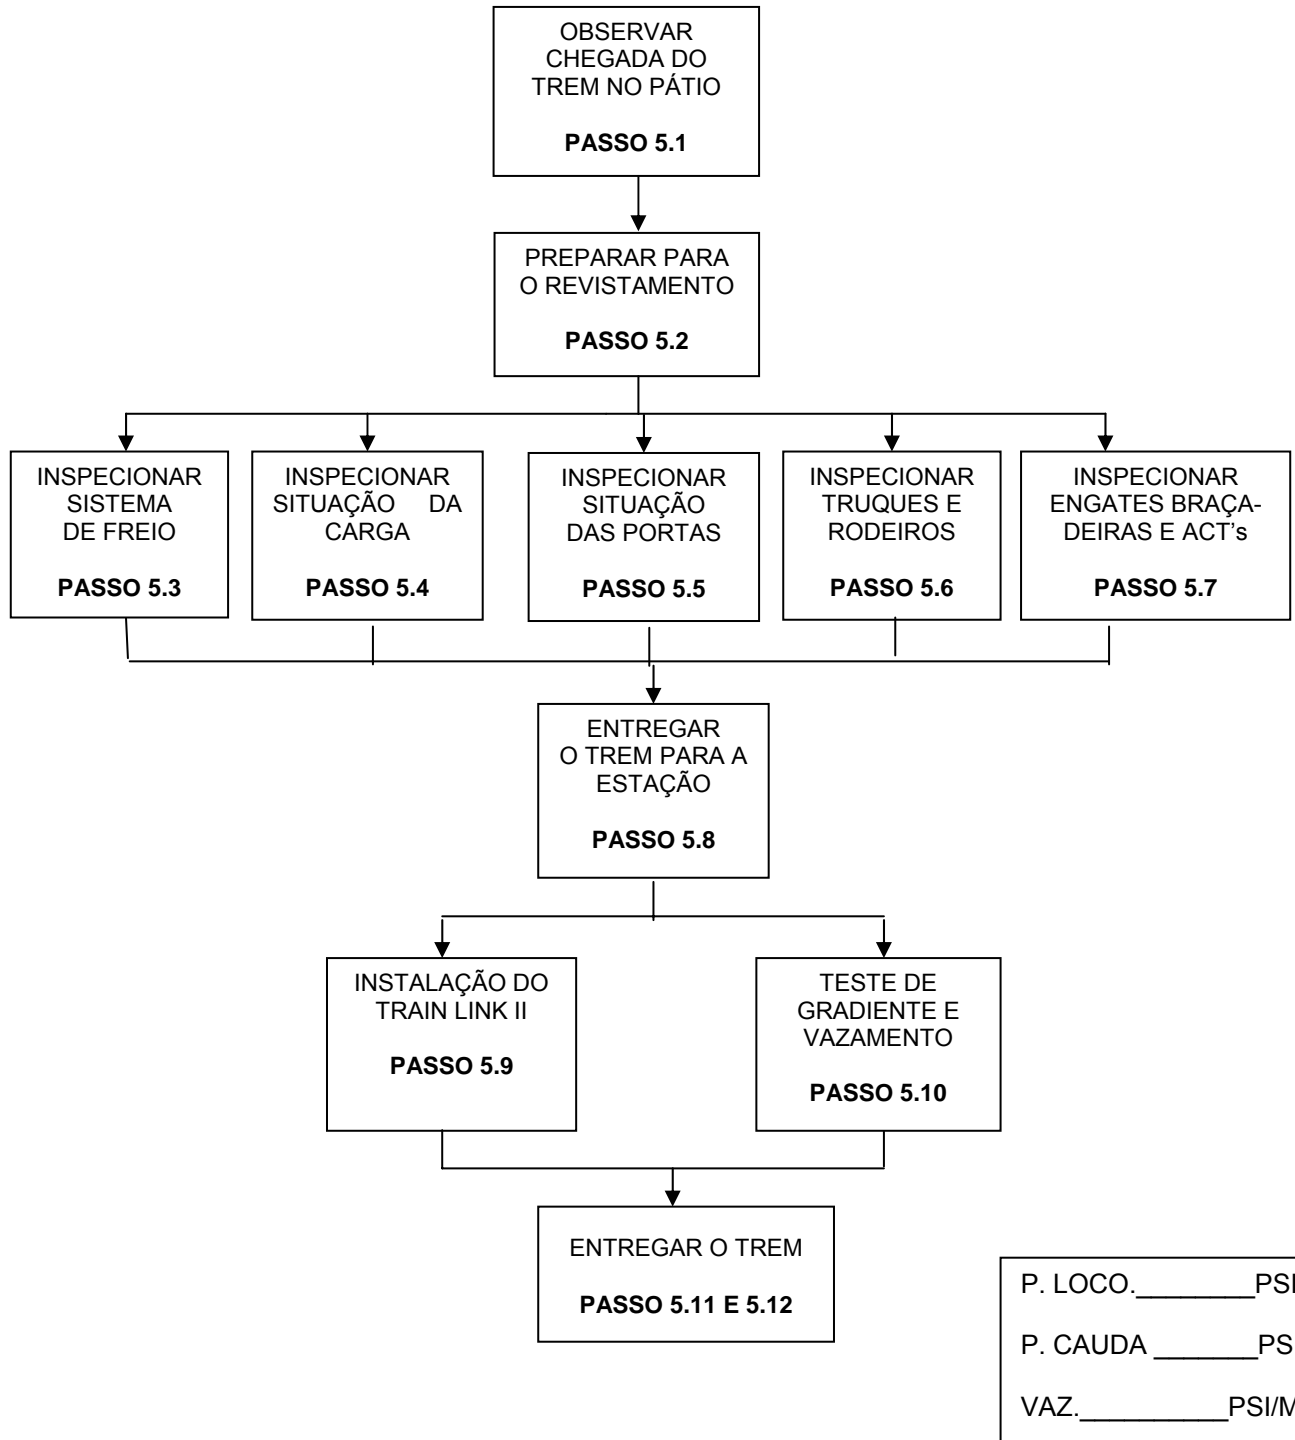 OBSERVAR
CHEGADA DO
TREM NO PÁTIO
PASSO 5.1
PREPARAR PARA
O REVISTAMENTO
PASSO 5.2
INSPECIONAR
SISTEMA
DE FREIO
PASSO 5.3
INSPECIONAR
SITUAÇÃO DA
CARGA
PASSO 5.4
INSPECIONAR
SITUAÇÃO
DAS PORTAS
PASSO 5.5
INSPECIONAR
TRUQUES E
RODEIROS
PASSO 5.6
INSPECIONAR
ENGATES BRAÇA-
DEIRAS E ACT's
PASSO 5.7
ENTREGAR
O TREM PARA A
ESTAÇÃO
PASSO 5.8
INSTALAÇÃO DO
TRAIN LINK II
PASSO 5.9
TESTE DE
GRADIENTE E
VAZAMENTO
PASSO 5.10
ENTREGAR O TREM
PASSO 5.11 E 5.12
P. LOCO.________PSI
P. CAUDA _______PS
VAZ.__________PSI/M